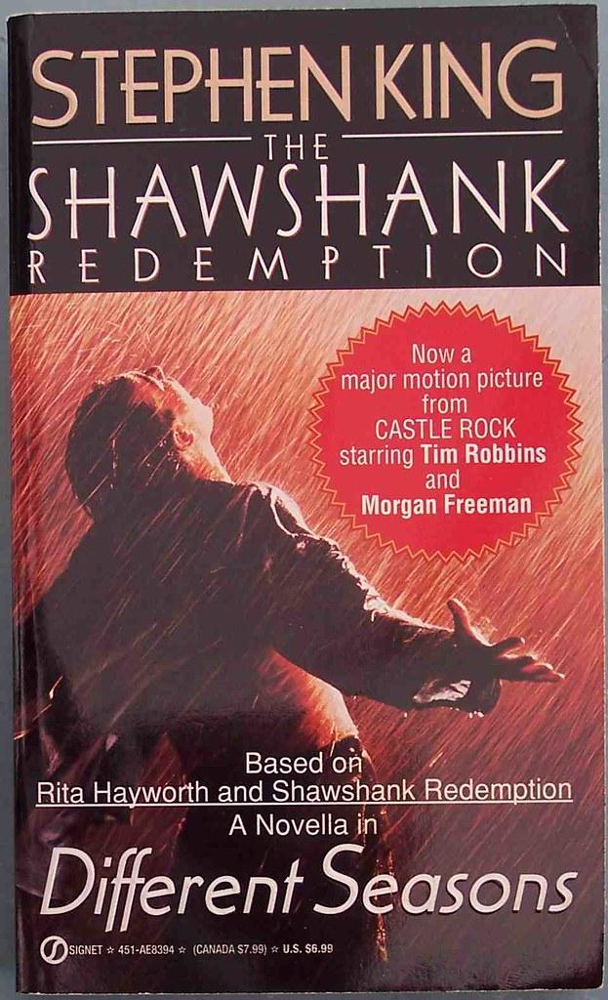 STEPHEN KING
THE
SHAWSHANK
REDEMPTION
Now a
major motion picture
from
CASTLE ROCK
starring Tim Robbins
and
Morgan Freeman
Based on
Rita Hayworth and Shawshank Redemption
A Novella in
Different Seasons
SIGNET ☆ 451-AE8394 ☆ (CANADA $7.99) ☆ U.S. $6.99